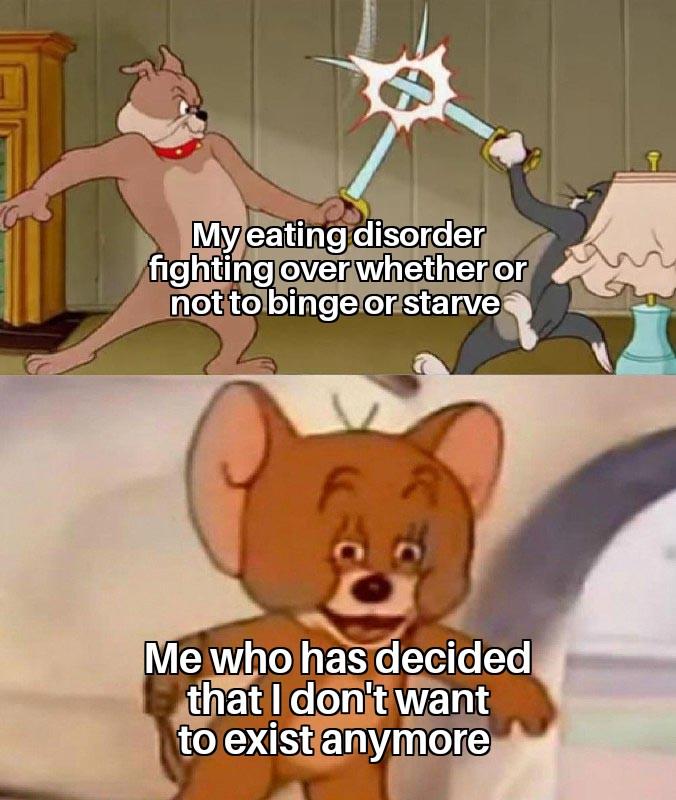 My eating disorder
fighting over whether or
not to binge or starve
Me who has decided
that I don't want
to exist anymore